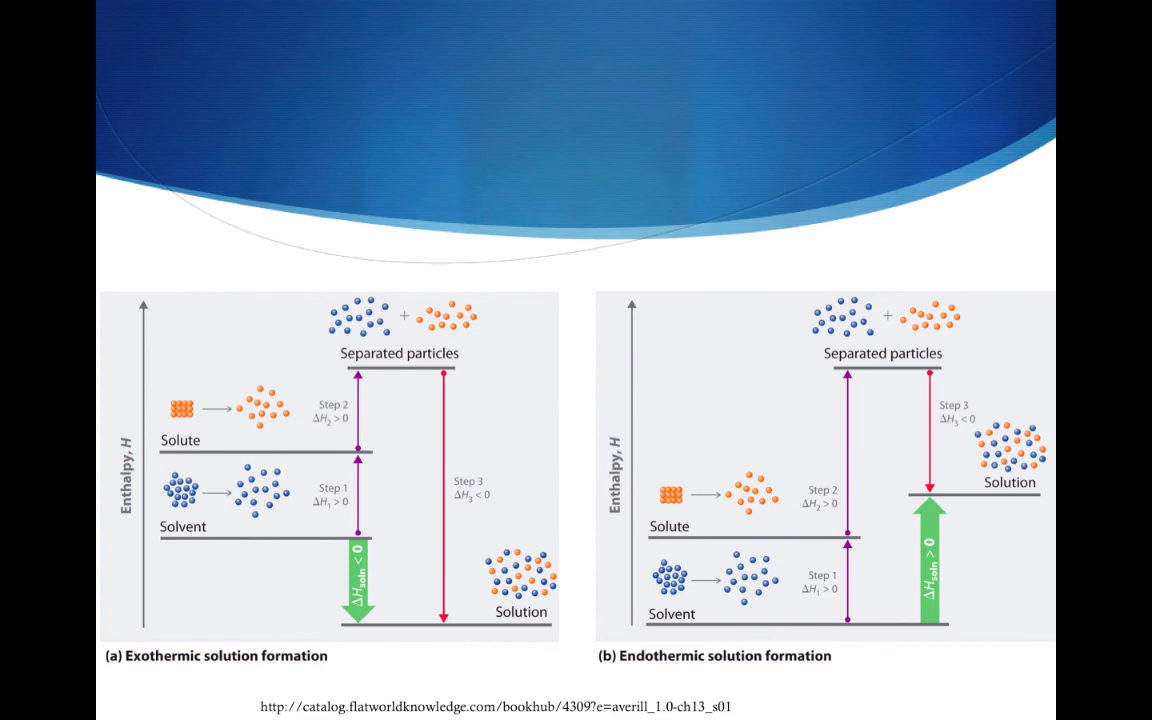 +
Separated particles
Step 2
ΔH₂ > 0
Solute
Step 1
ΔH₁ > 0
Solvent
Enthalpy, H
Step 3
ΔH₃ < 0
ΔHsoln < 0
Solution
(a) Exothermic solution formation
+
Separated particles
Step 3
ΔH₃ < 0
Solution
Step 2
ΔH₂ > 0
Solute
Enthalpy, H
Step 1
ΔH₁ > 0
Solvent
ΔHsoln > 0
(b) Endothermic solution formation
http://catalog.flatworldknowledge.com/bookhub/4309?e=averill_1.0-ch13_s01